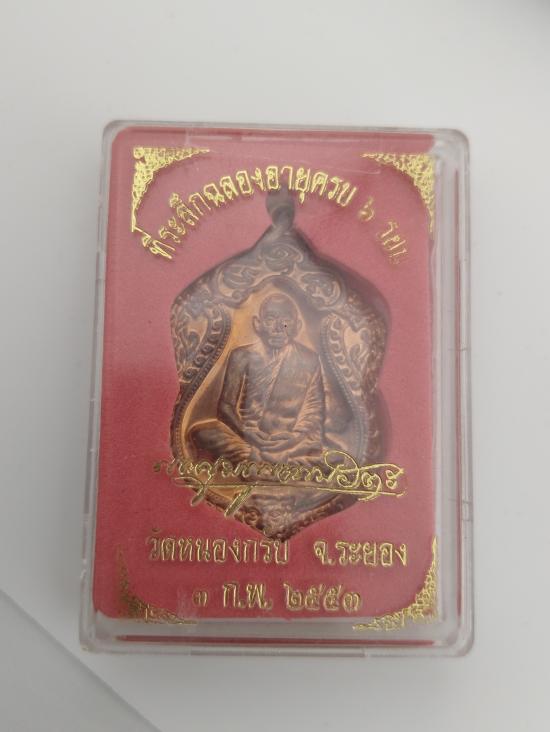 ที่ระลึกฉลองอายุครบ ๖ รอบ
วัดหนองกรับ จ.ระยอง
๓ ก.พ. ๒๕๕๓